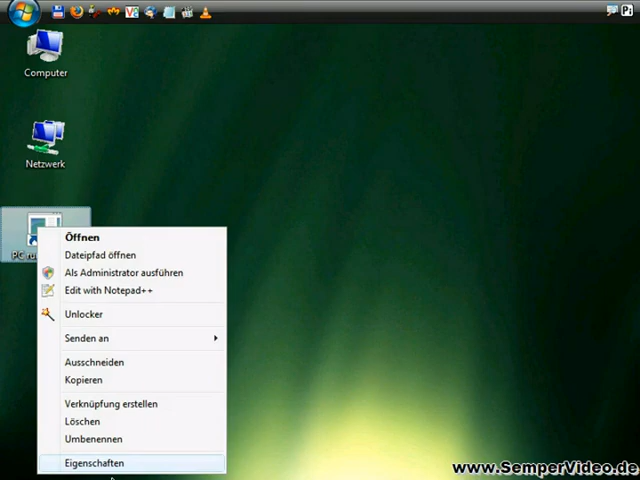 Computer
Netzwerk
Öffnen
Dateipfad öffnen
Als Administrator ausführen
Edit with Notepad++
Unlocker
Senden an
Ausschneiden
Kopieren
Verknüpfung erstellen
Löschen
Umbenennen
Eigenschaften
www.SemperVideo.de